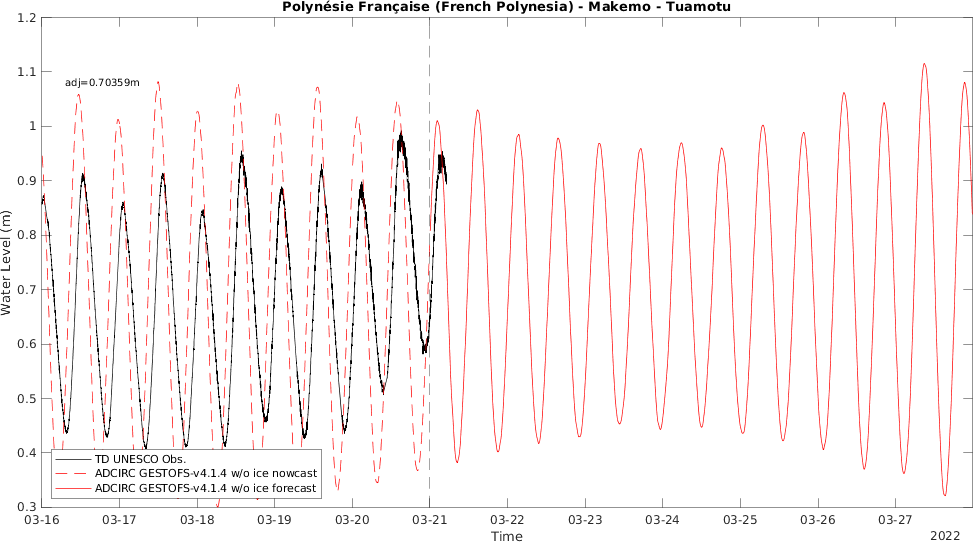 Polynésie Française (French Polynesia) - Makemo - Tuamotu
1.2
1.1
1
0.9
0.8
0.7
0.6
0.5
0.4
0.3
Water Level (m)
adj=0.70359m
TD UNESCO Obs.
ADCIRC GESTOFS-v4.1.4 w/o ice nowcast
ADCIRC GESTOFS-v4.1.4 w/o ice forecast
03-16 03-17 03-18 03-19 03-20 03-21 03-22 03-23 03-24 03-25 03-26 03-27
Time
2022